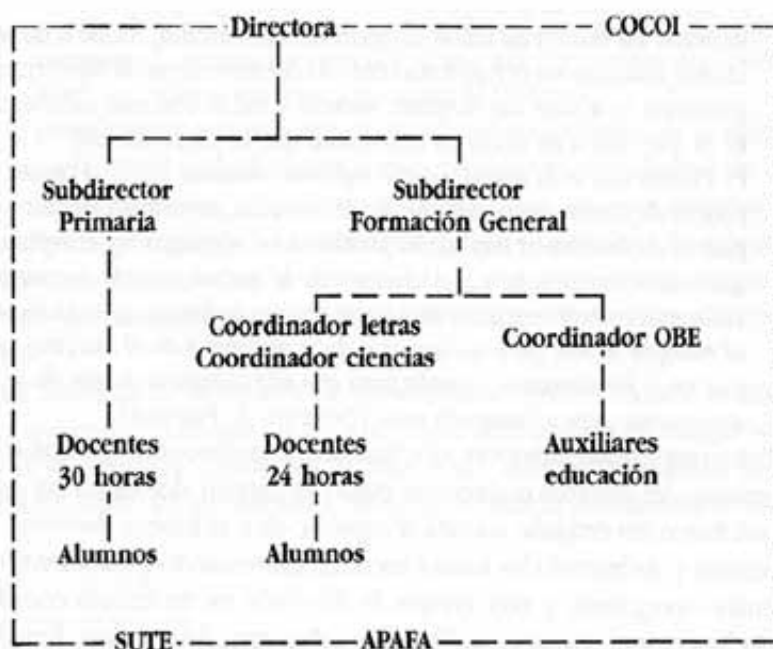 Directora
COCOI
Subdirector
Primaria
Subdirector
Formación General
Coordinador letras
Coordinador ciencias
Coordinador OBE
Docentes
30 horas
Docentes
24 horas
Auxiliares
educación
Alumnos
Alumnos
SUTE
APAFA